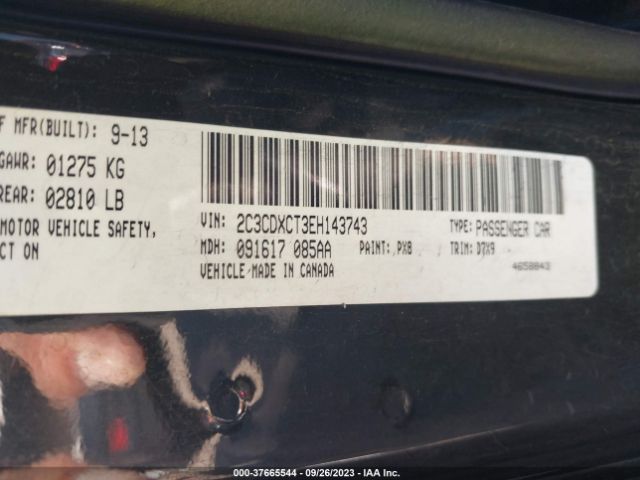 F MFR(BUILT): 9-13
GAWR: 01275 KG
REAR: 02810 LB
MOTOR VEHICLE SAFETY,
CT ON
VIN: 2C3CDXCT3EH143743 TYPE: PASSENGER CAR
MDH: 091617 085AA PAINT: PX8 TRIM: D7X9
VEHICLE MADE IN CANADA 4658843
000-37665544 / 09/26/2023 - IAA Inc.